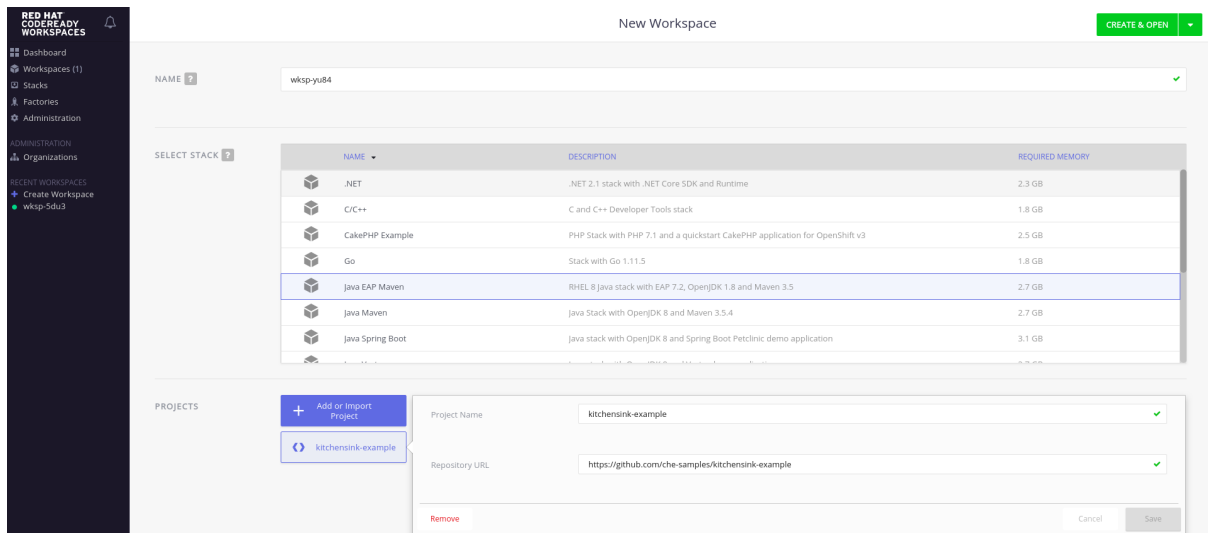 RED HAT
CODEREADY
WORKSPACES
New Workspace
CREATE & OPEN
Dashboard
Workspaces (1)
Stacks
Factories
Administration
ADMINISTRATION
Organizations
RECENT WORKSPACES
+ Create Workspace
wksp-5du3
NAME ?
wksp-yu84
SELECT STACK ?
NAME DESCRIPTION REQUIRED MEMORY
.NET .NET 2.1 stack with .NET Core SDK and Runtime 2.3 GB
C/C++ C and C++ Developer Tools stack 1.8 GB
CakePHP Example PHP Stack with PHP 7.1 and a quickstart CakePHP application for OpenShift v3 2.5 GB
Go Stack with Go 1.11.5 1.8 GB
Java EAP Maven RHEL 8 Java stack with EAP 7.2, OpenJDK 1.8 and Maven 3.5 2.7 GB
Java Maven Java Stack with OpenJDK 8 and Maven 3.5.4 2.7 GB
Java Spring Boot Java stack with OpenJDK 8 and Spring Boot Petclinic demo application 3.1 GB
PROJECTS
+ Add or Import
Project
kitchensink-example
Project Name kitchensink-example
Repository URL https://github.com/che-samples/kitchensink-example
Remove Cancel Save